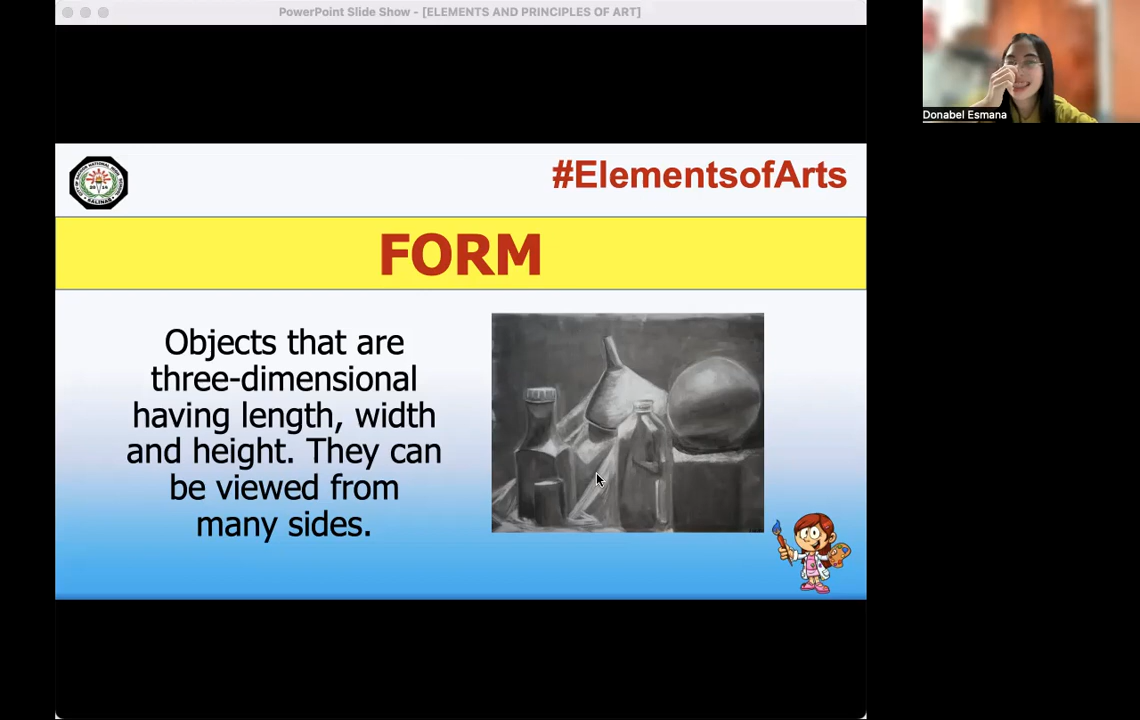 PowerPoint Slide Show - [ELEMENTS AND PRINCIPLES OF ART]
Donabel Esmana
#ElementsofArts
FORM
Objects that are
three-dimensional
having length, width
and height. They can
be viewed from
many sides.